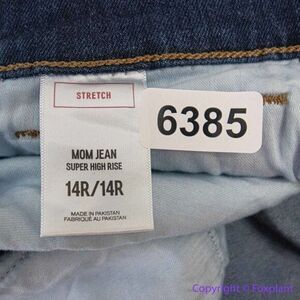 STRETCH
6385
MOM JEAN
SUPER HIGH RISE
14R/14R
MADE IN PAKISTAN
FABRIQUÉ AU PAKISTAN
Copyright © Foxplant